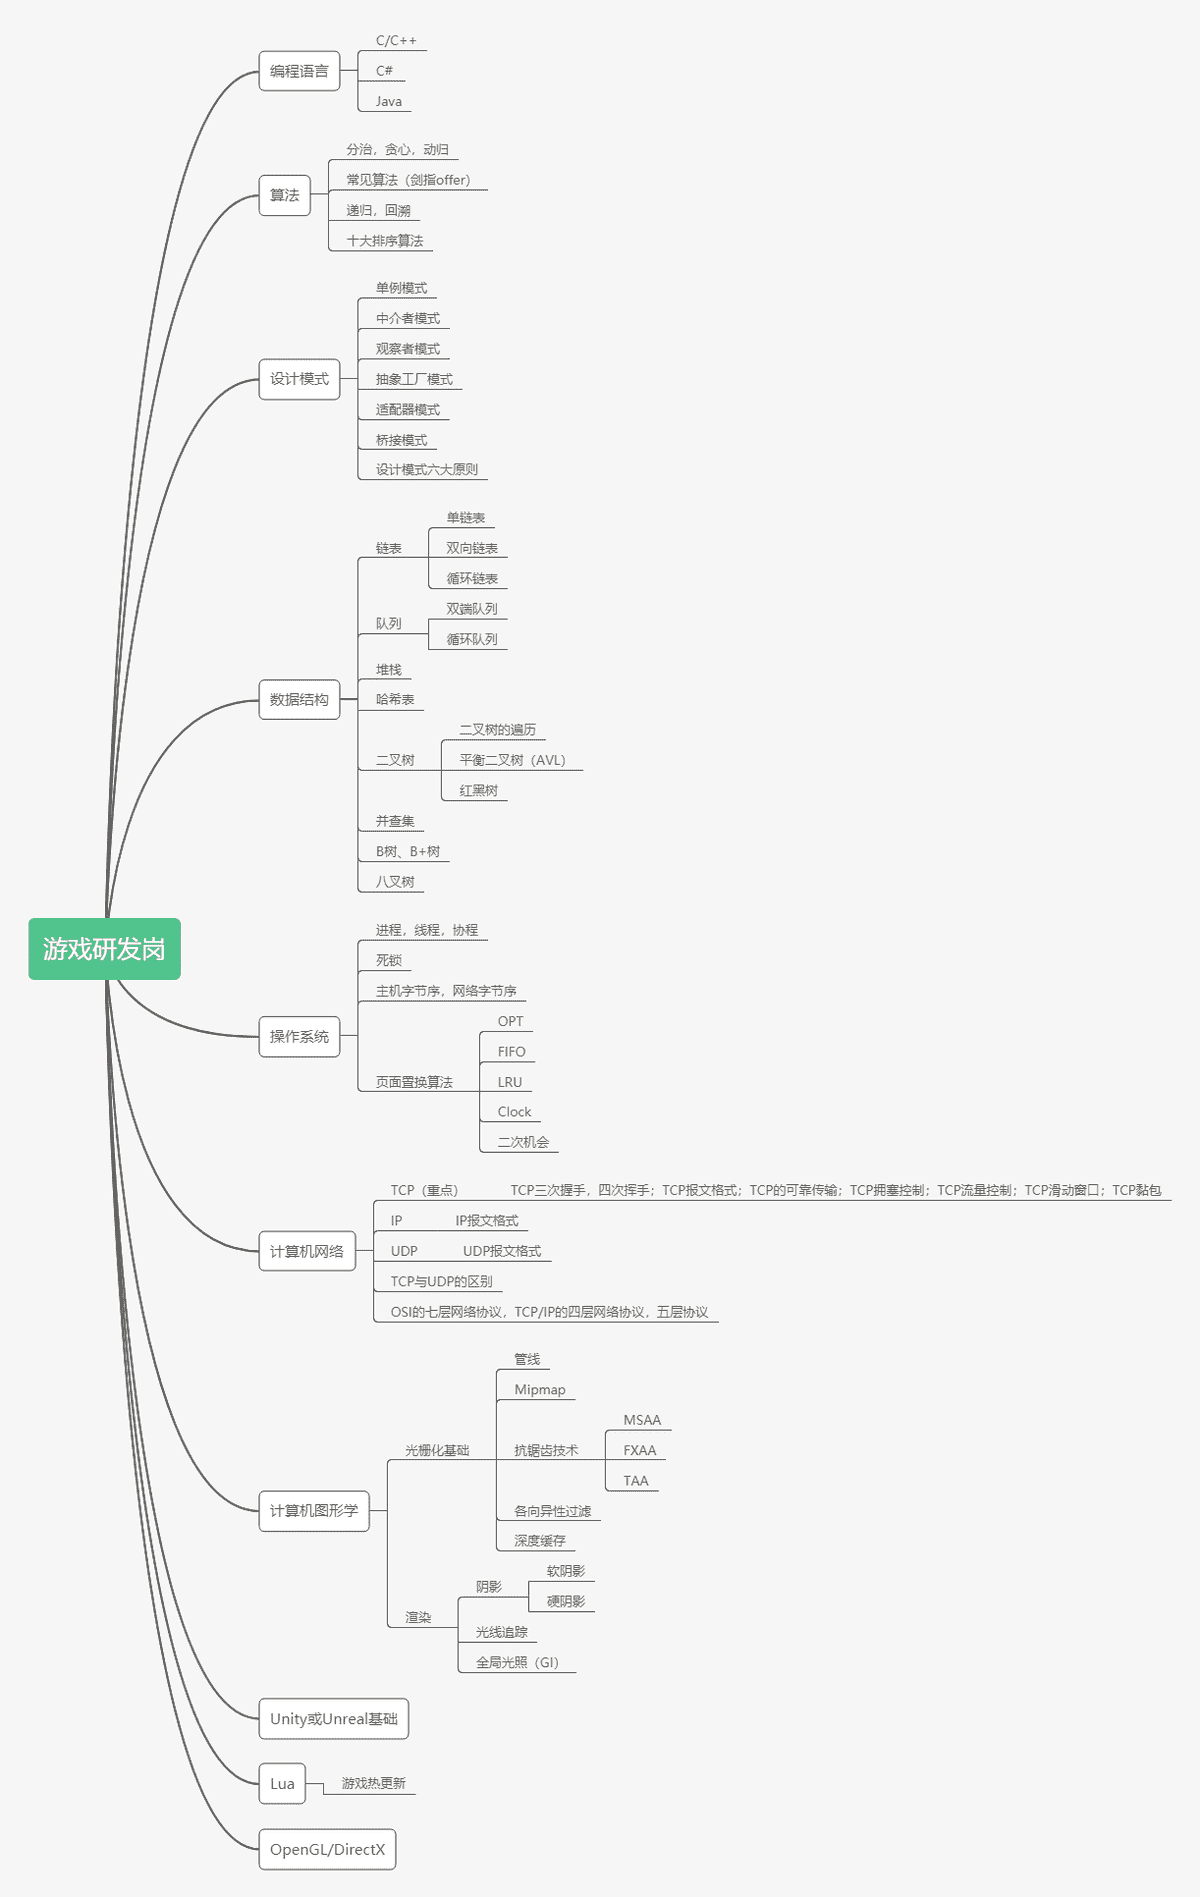 游戏研发岗
编程语言
C/C++
C#
Java
算法
分治，贪心，动归
常见算法（剑指offer）
递归，回溯
十大排序算法
设计模式
单例模式
中介者模式
观察者模式
抽象工厂模式
适配器模式
桥接模式
设计模式六大原则
数据结构
链表
单链表
双向链表
循环链表
队列
双端队列
循环队列
堆栈
哈希表
二叉树
二叉树的遍历
平衡二叉树（AVL）
红黑树
并查集
B树、B+树
八叉树
操作系统
进程，线程，协程
死锁
主机字节序，网络字节序
页面置换算法
OPT
FIFO
LRU
Clock
二次机会
计算机网络
TCP（重点）
TCP三次握手，四次挥手；TCP报文格式；TCP的可靠传输；TCP拥塞控制；TCP流量控制；TCP滑动窗口；TCP黏包
IP
IP报文格式
UDP
UDP报文格式
TCP与UDP的区别
OSI的七层网络协议，TCP/IP的四层网络协议，五层协议
计算机图形学
光栅化基础
管线
Mipmap
抗锯齿技术
MSAA
FXAA
TAA
各向异性过滤
深度缓存
渲染
阴影
软阴影
硬阴影
光线追踪
全局光照（GI）
Unity或Unreal基础
Lua
游戏热更新
OpenGL/DirectX